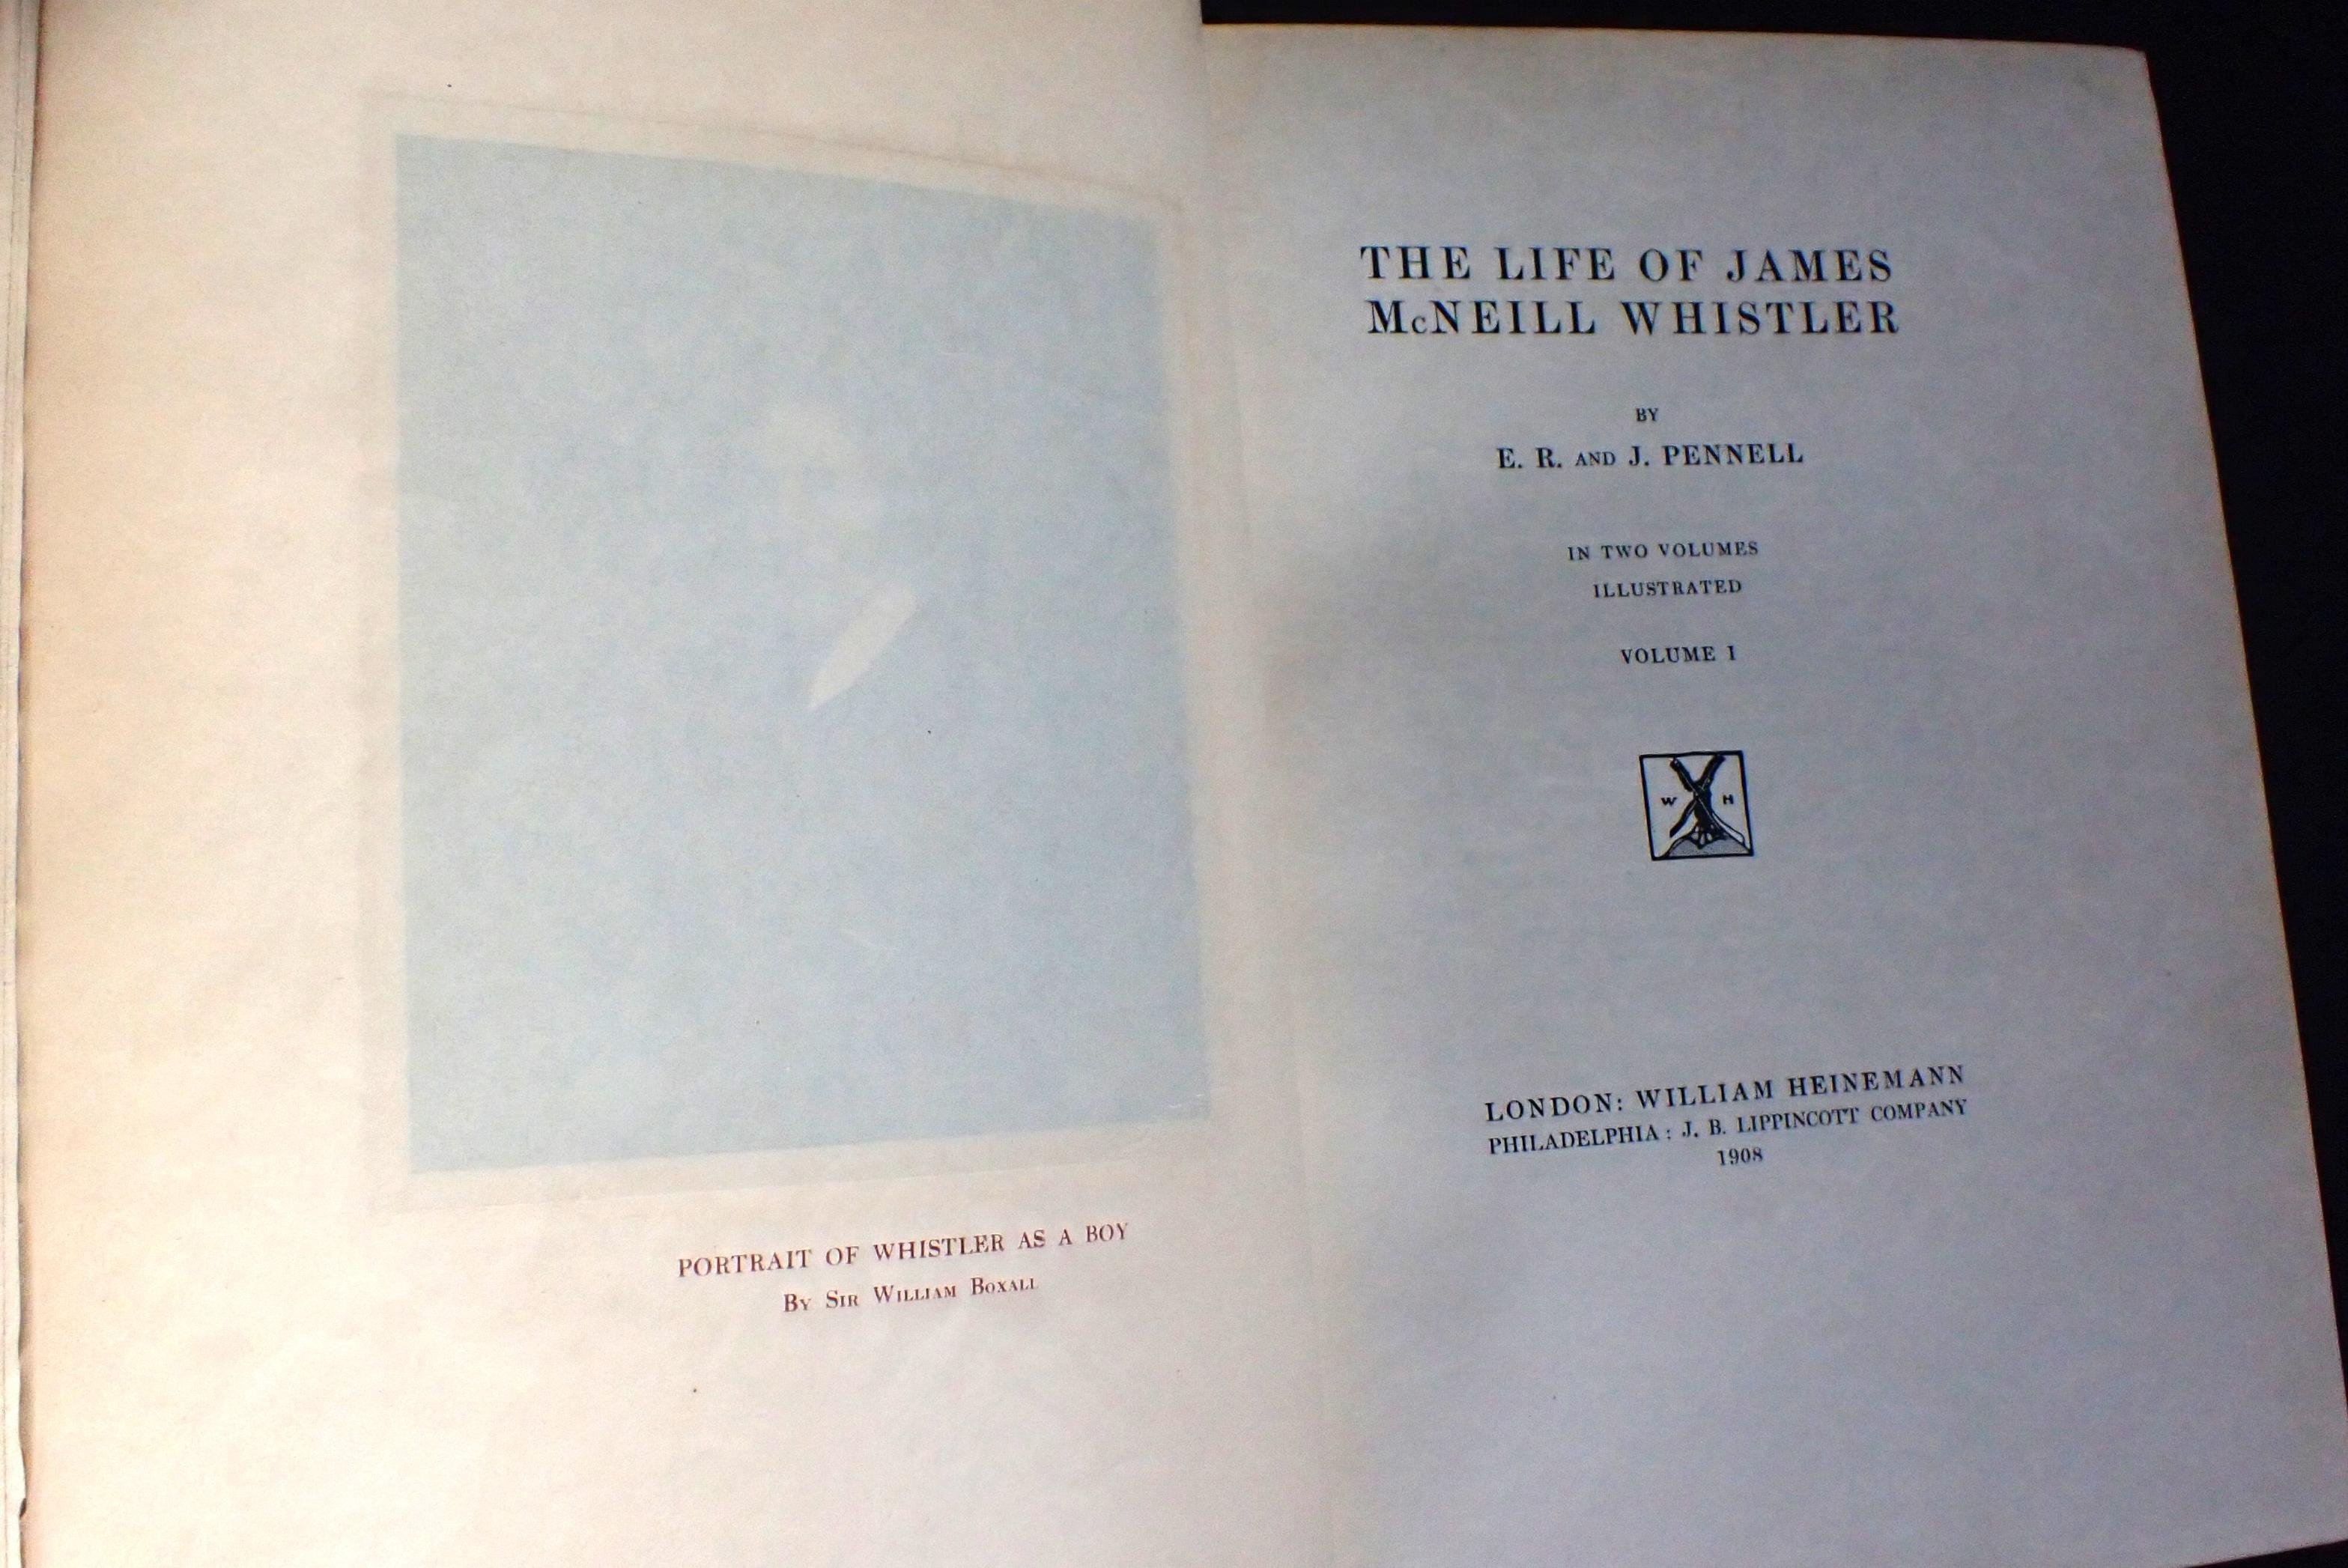 PORTRAIT OF WHISTLER AS A BOY
By Sir William Boxall
THE LIFE OF JAMES
McNEILL WHISTLER
BY
E. R. AND J. PENNELL
IN TWO VOLUMES
ILLUSTRATED
VOLUME I
W H
LONDON: WILLIAM HEINEMANN
PHILADELPHIA: J. B. LIPPINCOTT COMPANY
1908